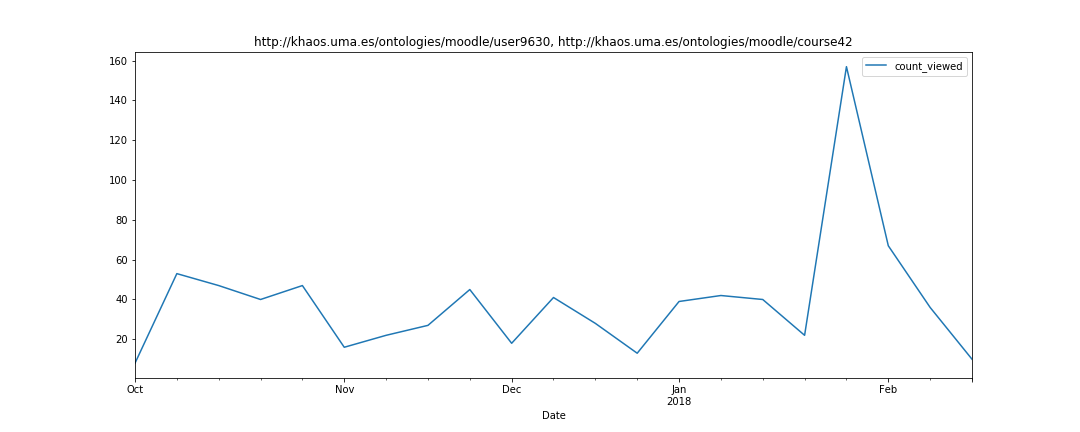 http://khaos.uma.es/ontologies/moodle/user9630, http://khaos.uma.es/ontologies/moodle/course42
count_viewed
160
140
120
100
80
60
40
20
Oct Nov Dec Jan Feb
2018
Date